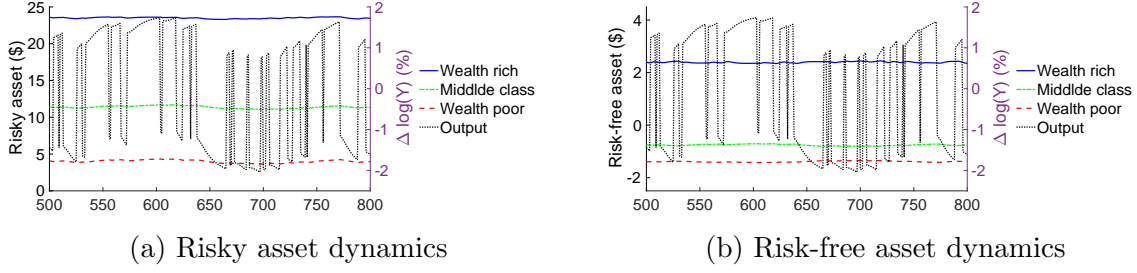 Risky asset ($)
25
20
15
10
5
0
500 550 600 650 700 750 800
2
1
0
-1
-2
Δ log(Y) (%)
Wealth rich
Middlde class
Wealth poor
Output
(a) Risky asset dynamics
Risk-free asset ($)
4
2
0
-2
500 550 600 650 700 750 800
2
1
0
-1
-2
Δ log(Y) (%)
Wealth rich
Middlde class
Wealth poor
Output
(b) Risk-free asset dynamics